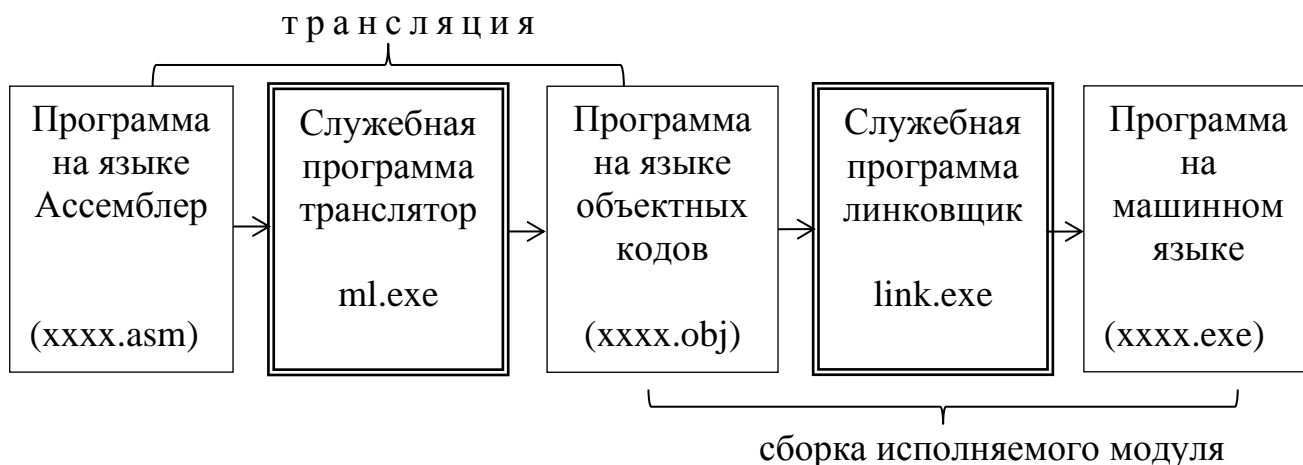 т р а н с л я ц и я
Программа
на языке
Ассемблер
(xxxx.asm)
Служебная
программа
транслятор
ml.exe
Программа
на языке
объектных
кодов
(xxxx.obj)
Служебная
программа
линковщик
link.exe
Программа
на
машинном
языке
(xxxx.exe)
сборка исполняемого модуля